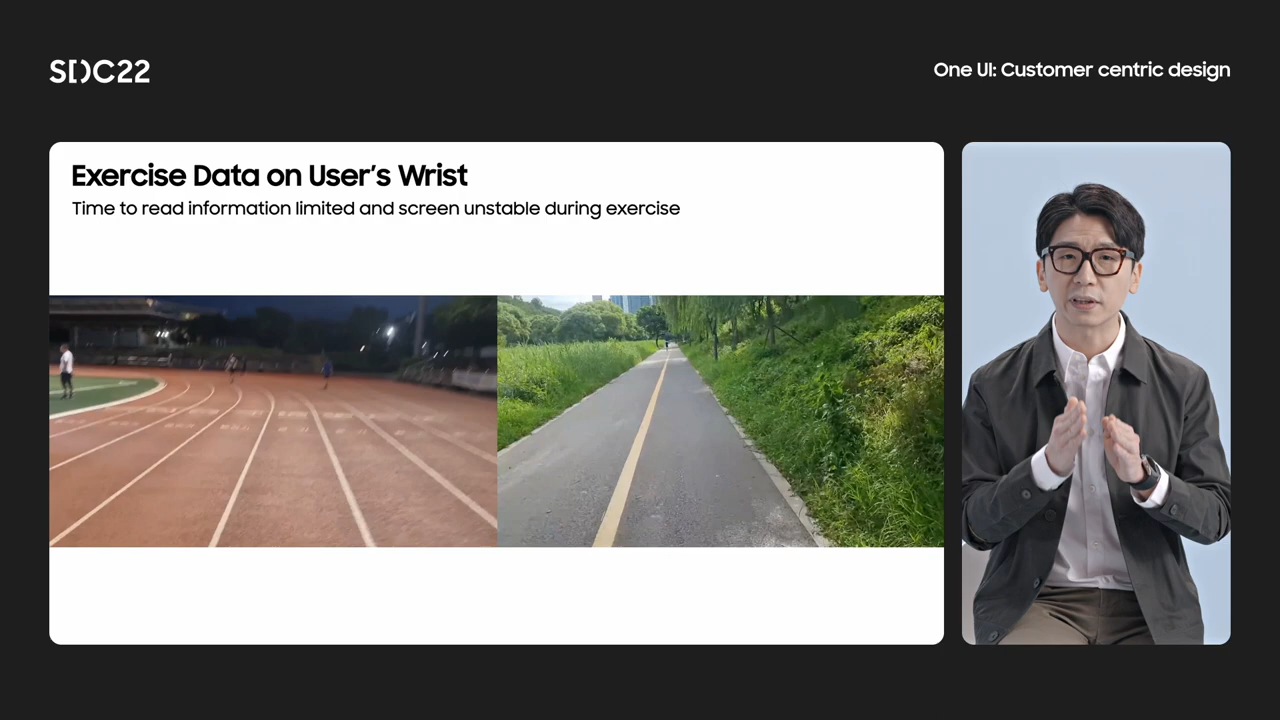 SDC22
One UI: Customer centric design
Exercise Data on User's Wrist
Time to read information limited and screen unstable during exercise